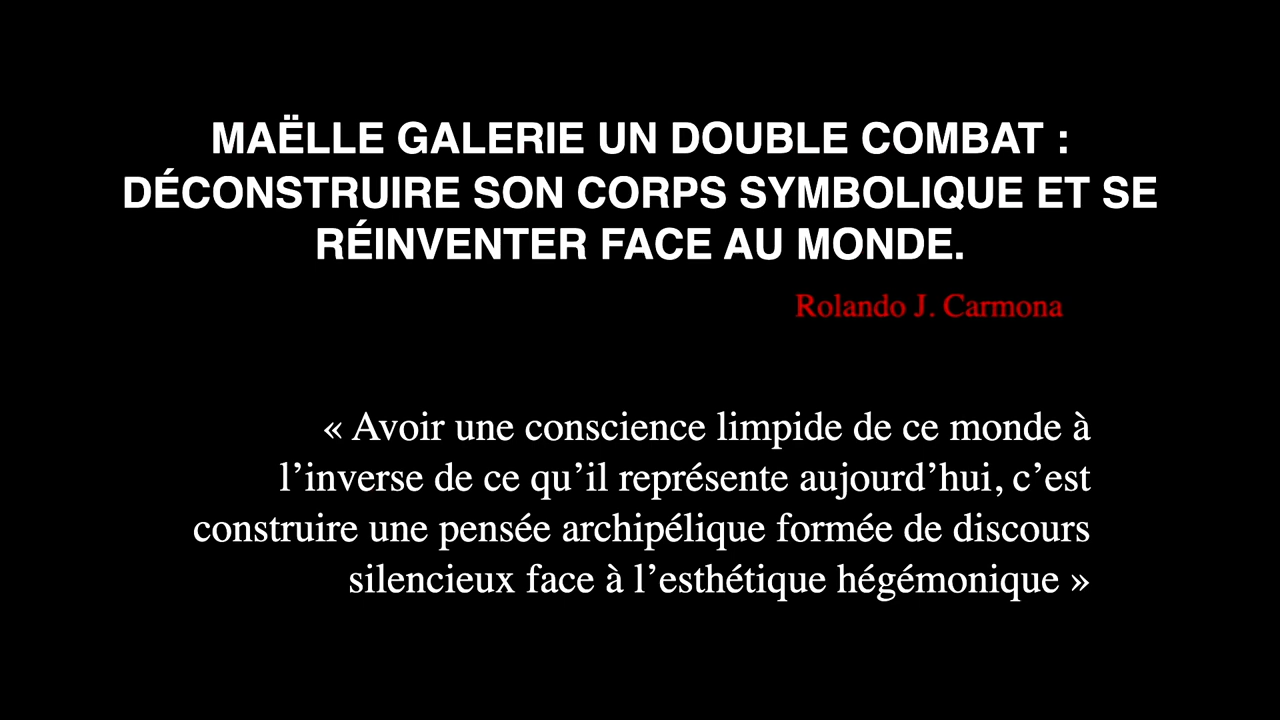 MAËLLE GALERIE UN DOUBLE COMBAT :
DÉCONSTRUIRE SON CORPS SYMBOLIQUE ET SE
RÉINVENTER FACE AU MONDE.
Rolando J. Carmona
« Avoir une conscience limpide de ce monde à
l’inverse de ce qu’il représente aujourd’hui, c’est
construire une pensée archipélique formée de discours
silencieux face à l’esthétique hégémonique »